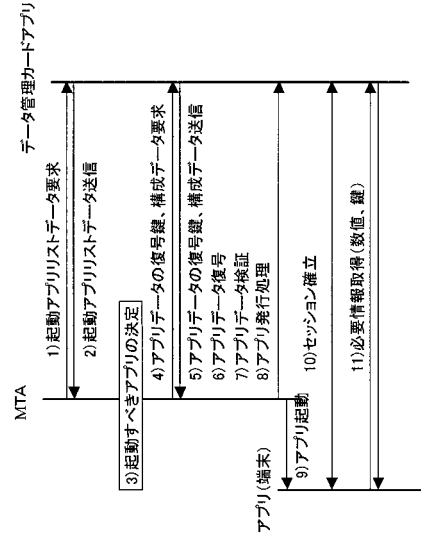 データ管理カードアプリ
MTA
アプリ(端末)
1)起動アプリリストデータ要求
2)起動アプリリストデータ送信
3)起動すべきアプリの決定
4)アプリデータの復号鍵、構成データ要求
5)アプリデータの復号鍵、構成データ送信
6)アプリデータ復号
7)アプリデータ検証
8)アプリ発行処理
9)アプリ起動
10)セッション確立
11)必要情報取得(数値、鍵)